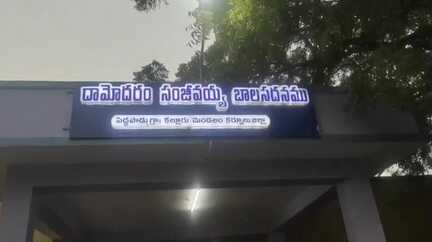 దామోదరం సంజీవయ్య బాలసదనము
పెద్దపాడు,గ్రా, కల్లూరు మండలం, కర్నూలు,జిల్లా